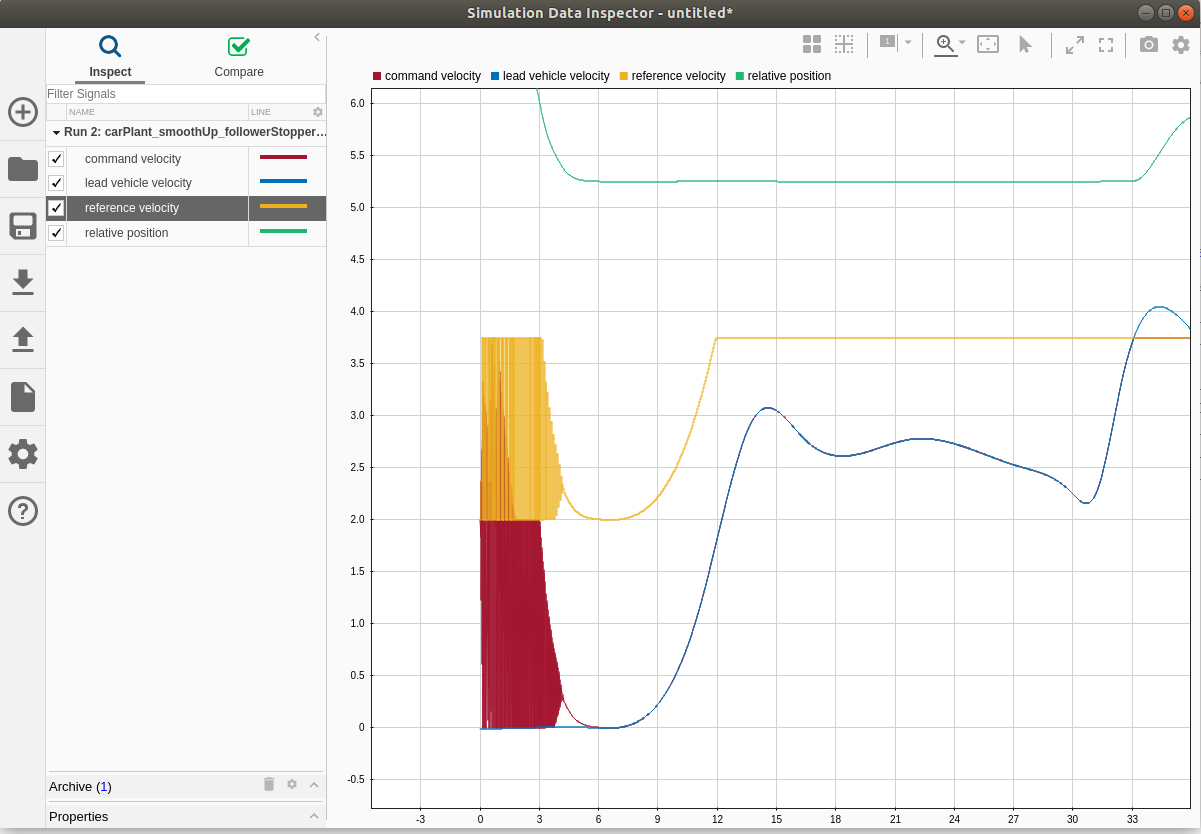 Simulation Data Inspector - untitled*
Inspect
Compare
1
Filter Signals
NAME LINE
Run 2: carPlant_smoothUp_followerStopper...
command velocity
lead vehicle velocity
reference velocity
relative position
Archive (1)
Properties
command velocity lead vehicle velocity reference velocity relative position
6.0
5.5
5.0
4.5
4.0
3.5
3.0
2.5
2.0
1.5
1.0
0.5
0
-0.5
-3 0 3 6 9 12 15 18 21 24 27 30 33